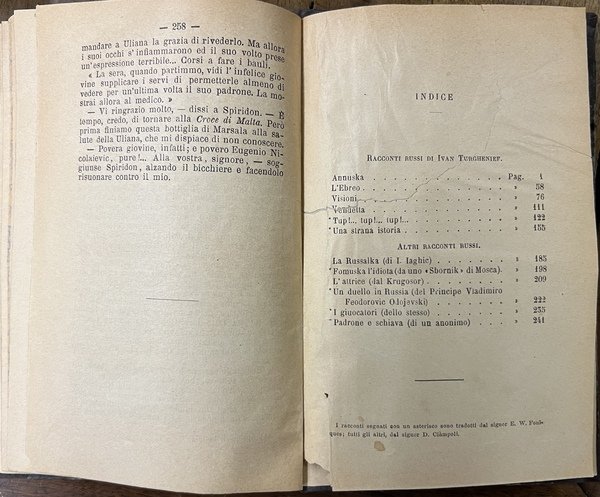 — 258 —
mandare a Uliana la grazia di rivederlo. Ma allora
i suoi occhi s'infiammarono ed il suo volto prese
un'espressione terribile... Corsi a fare i bauli.
« La sera, quando partimmo, vidi l'infelice gio-
vine supplicare i servi di permetterle almeno di
vedere per un'ultima volta il suo padrone. La mo-
strai allora al medico. »
— Vi ringrazio molto, — dissi a Spiridon. — È
tempo, credo, di tornare alla Croce di Malta. Però
prima finiamo questa bottiglia di Marsala alla sa-
lute della Uliana, che mi dispiace di non conoscere.
— Povera giovine, infatti; e povero Eugenio Ni-
colaievic, pure!... Alla vostra, signore, — sog-
giunse Spiridon, alzando il bicchiere e facendolo
risuonare contro il mio.
INDICE
RACCONTI RUSSI DI IVAN TURGHENIEF.
Annuska . . . . . . . . . . Pag. 1
L'Ebreo . . . . . . . . . . » 58
Visioni . . . . . . . . . . » 76
Vendetta . . . . . . . . . . » 111
*Tup!... tup!... tup! . . . . . . . » 122
*Una strana istoria . . . . . . . . » 155
ALTRI RACCONTI RUSSI.
La Russalka (di I. Iaghic) . . . . . . » 185
*Fomuska l'idiota (da uno «Sbornik» di Mosca). » 198
L'attrice (dal Krugosor) . . . . . . » 209
*Un duello in Russia (del Principe Vladimiro
Feodorovic Odojevski) . . . . . . » 222
*I giuocatori (dello stesso) . . . . . » 235
*Padrone e schiava (di un anonimo) . . . . » 241
I racconti segnati con un asterisco sono tradotti dal signor E. W. Foul-
ques; tutti gli altri, dal signor D. Ciàmpoli.